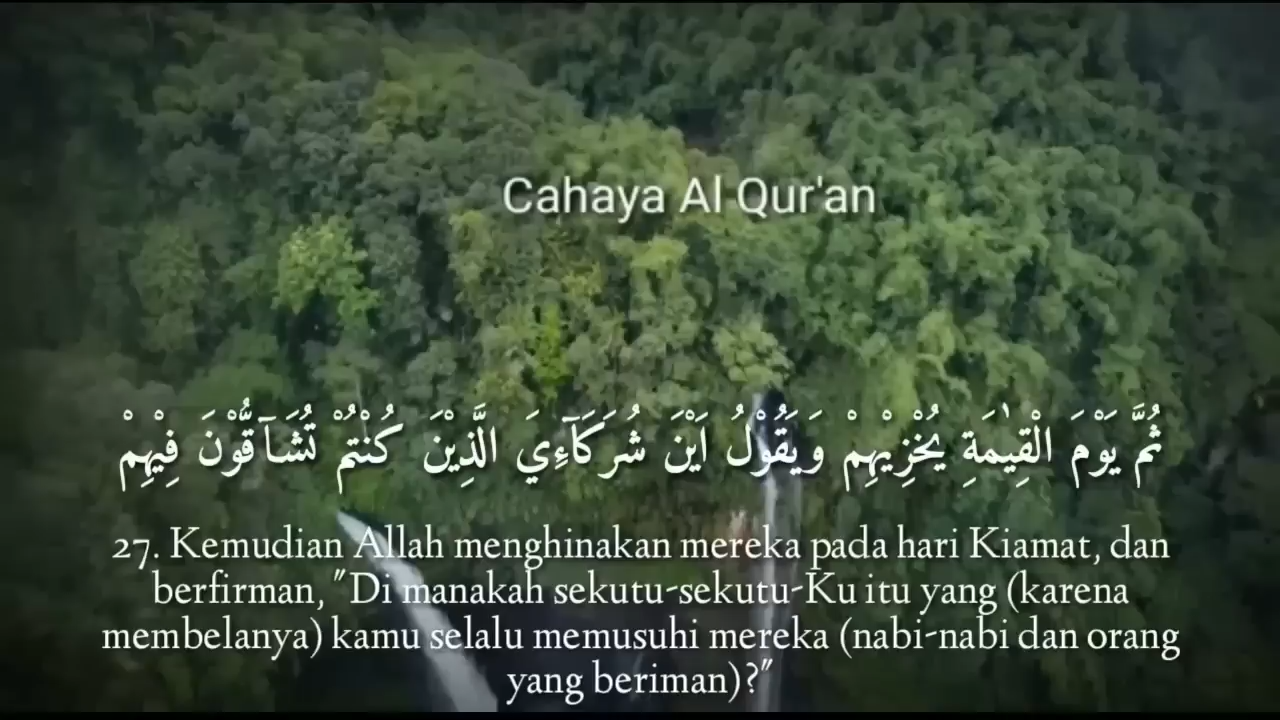 Cahaya Al Qur'an
ثُمَّ يَوْمَ الْقِيٰمَةِ يُخْزِيْهِمْ وَيَقُوْلُ اَيْنَ شُرَكَاۤءِيَ الَّذِيْنَ كُنْتُمْ تُشَاۤقُّوْنَ فِيْهِمْ
27. Kemudian Allah menghinakan mereka pada hari Kiamat, dan
berfirman, "Di manakah sekutu-sekutu-Ku itu yang (karena
membelanya) kamu selalu memusuhi mereka (nabi-nabi dan orang
yang beriman)?"